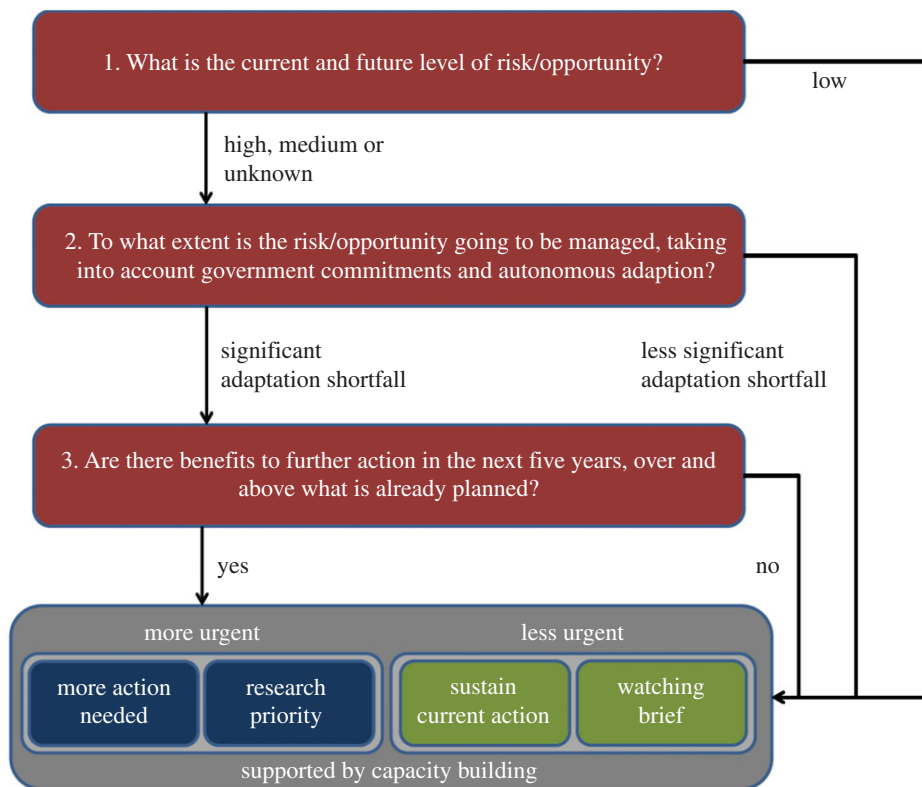 1. What is the current and future level of risk/opportunity?
low
high, medium or
unknown
2. To what extent is the risk/opportunity going to be managed, taking
into account government commitments and autonomous adaption?
significant
adaptation shortfall
less significant
adaptation shortfall
3. Are there benefits to further action in the next five years, over and
above what is already planned?
yes
no
more urgent
less urgent
more action
needed
research
priority
sustain
current action
watching
brief
supported by capacity building